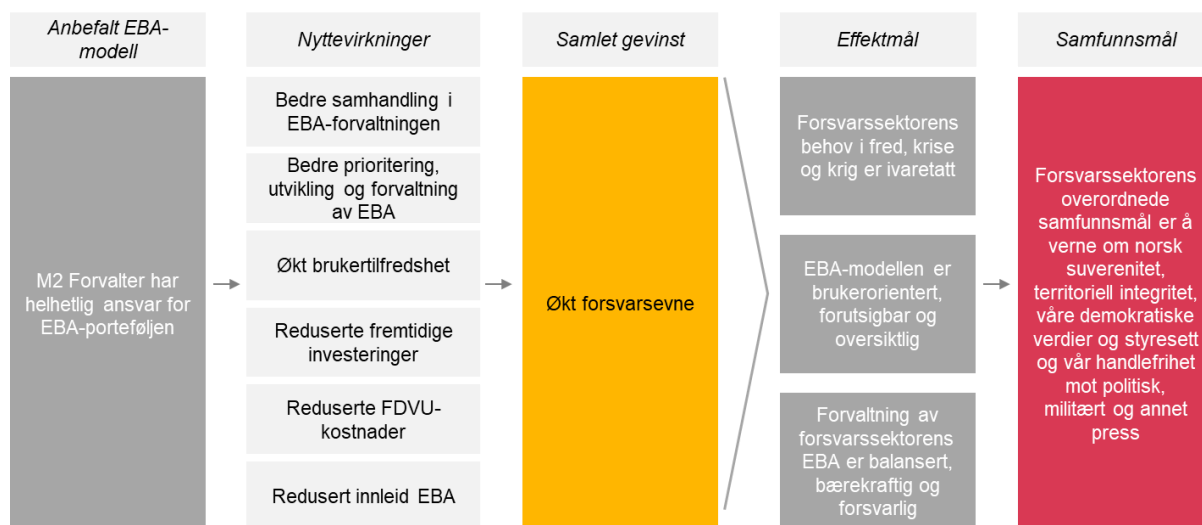 Anbefalt EBA-
modell
Nyttevirkninger
Samlet gevinst
Effektmål
Samfunnsmål
M2 Forvalter har
helhetlig ansvar for
EBA-porteføljen
Bedre samhandling i
EBA-forvaltningen
Bedre prioritering,
utvikling og forvaltning
av EBA
Økt brukertilfredshet
Reduserte fremtidige
investeringer
Reduserte FDVU-
kostnader
Redusert innleid EBA
Økt forsvarsevne
Forsvarssektorens
behov i fred, krise
og krig er ivaretatt
EBA-modellen er
brukerorientert,
forutsigbar og
oversiktlig
Forvaltning av
forsvarssektorens
EBA er balansert,
bærekraftig og
forsvarlig
Forsvarssektorens
overordnede
samfunnsmål er å
verne om norsk
suverenitet,
territoriell integritet,
våre demokratiske
verdier og styresett
og vår handlefrihet
mot politisk,
militært og annet
press